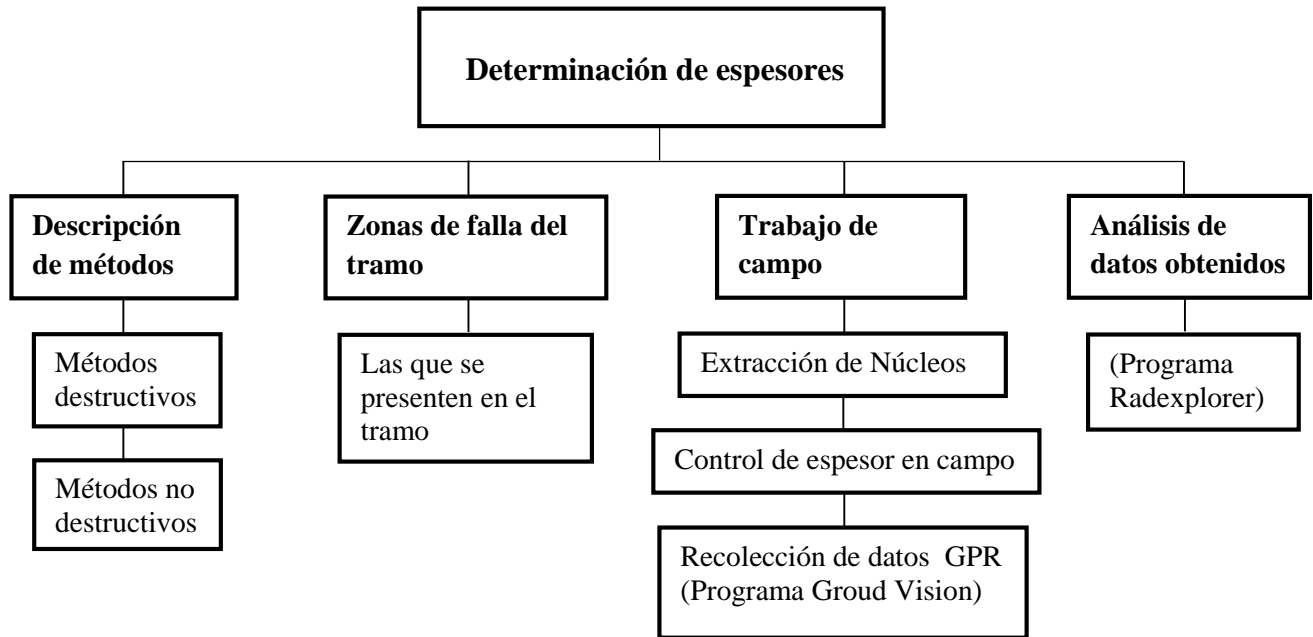 Determinación de espesores
Descripción
de métodos
Métodos
destructivos
Métodos no
destructivos
Zonas de falla del
tramo
Las que se
presenten en el
tramo
Trabajo de
campo
Extracción de Núcleos
Control de espesor en campo
Recolección de datos  GPR
(Programa Groud Vision)
Análisis de
datos obtenidos
(Programa
Radexplorer)